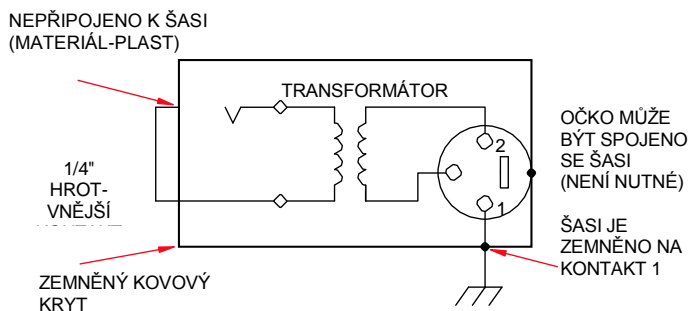 NEPŘIPOJENO K ŠASI
(MATERIÁL-PLAST)
TRANSFORMÁTOR
OČKO MŮŽE
BÝT SPOJENO
SE ŠASI
(NENÍ NUTNÉ)
2
1
1/4"
HROT-
VNĚJŠÍ
ŠASI JE
ZEMNĚNO NA
KONTAKT 1
ZEMNĚNÝ KOVOVÝ
KRYT